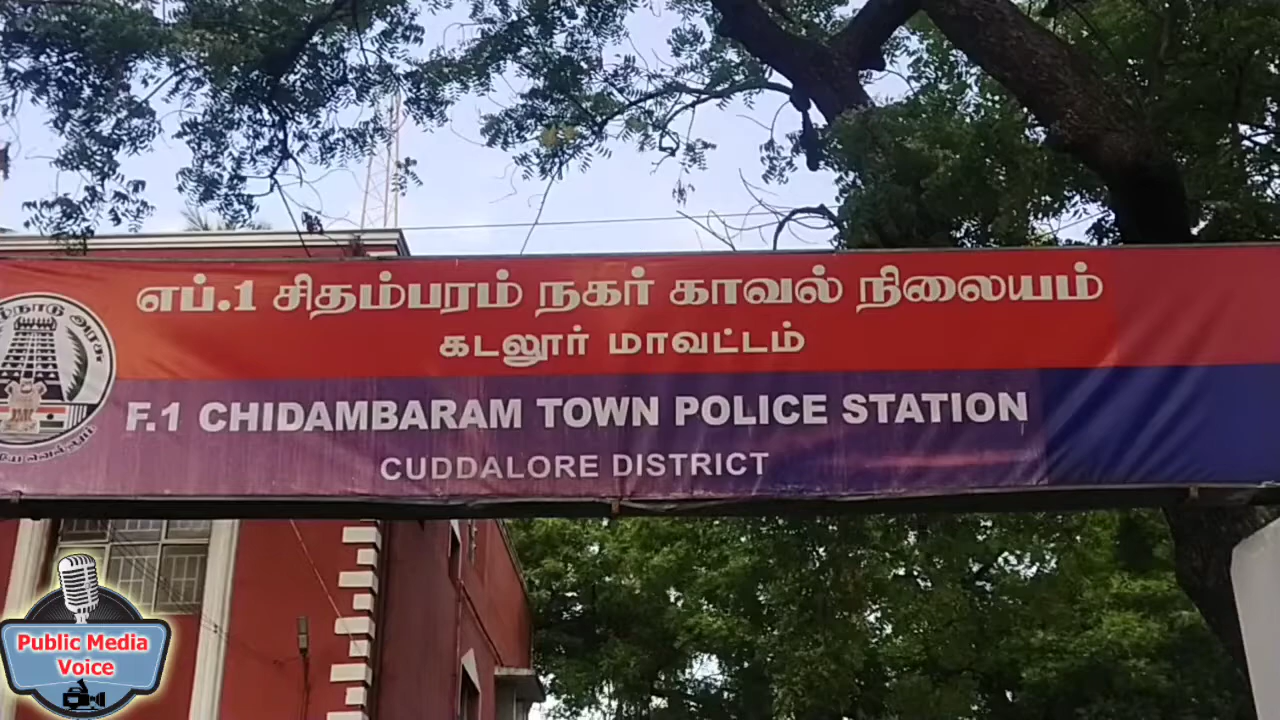 எப்.1 சிதம்பரம் நகர் காவல் நிலையம்
கடலூர் மாவட்டம்
F.1 CHIDAMBARAM TOWN POLICE STATION
CUDDALORE DISTRICT
Public Media
Voice